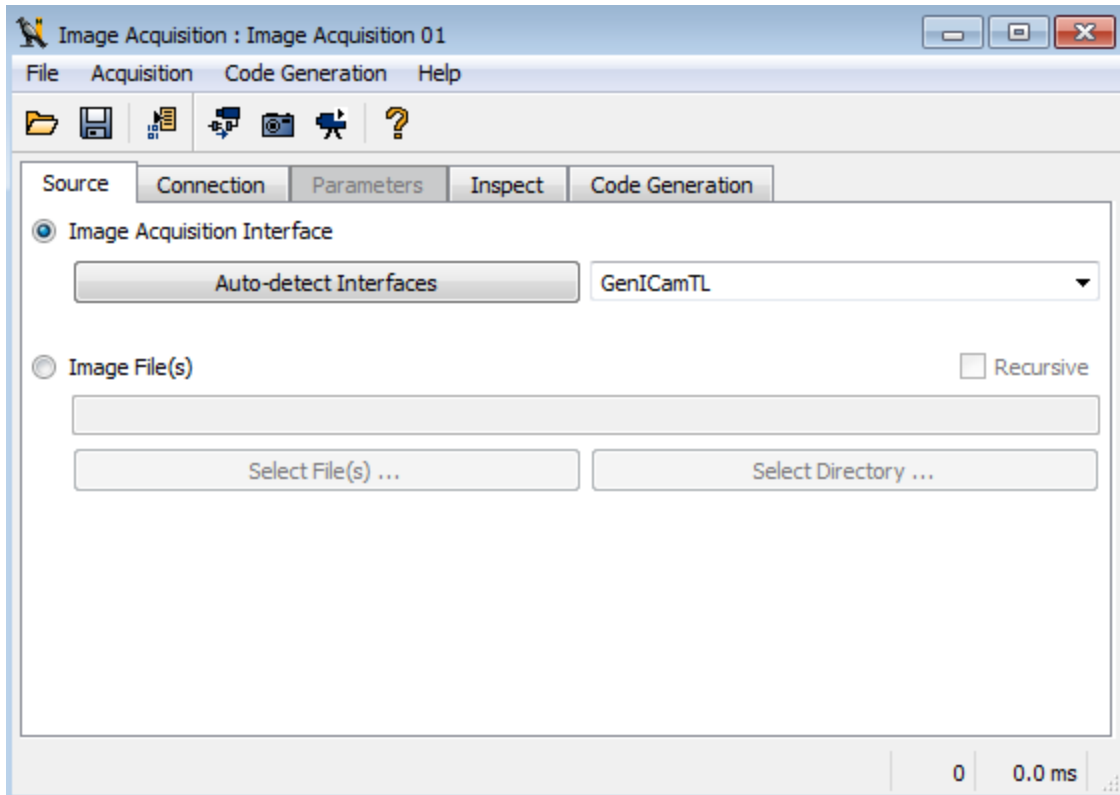 Image Acquisition : Image Acquisition 01
File Acquisition Code Generation Help
Source Connection Parameters Inspect Code Generation
Image Acquisition Interface
Auto-detect Interfaces GenICamTL
Image File(s) Recursive
Select File(s) ... Select Directory ...
0 0.0 ms